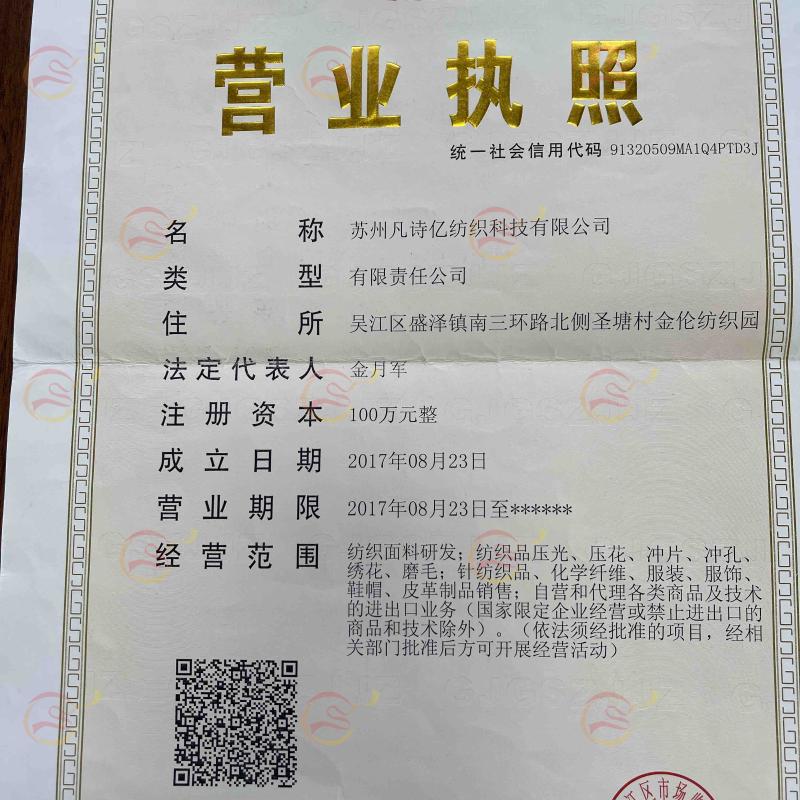 营业执照
统一社会信用代码 91320509MA1Q4PTD3J
名称 苏州凡诗亿纺织科技有限公司
类型 有限责任公司
住所 吴江区盛泽镇南三环路北侧圣塘村金伦纺织园
法定代表人 金月军
注册资本 100万元整
成立日期 2017年08月23日
营业期限 2017年08月23日至******
经营范围 纺织面料研发；纺织品压光、压花、冲片、冲孔、
绣花、磨毛；针纺织品、化学纤维、服装、服饰、
鞋帽、皮革制品销售；自营和代理各类商品及技术
的进出口业务（国家限定企业经营或禁止进出口的
商品和技术除外）。（依法须经批准的项目，经相
关部门批准后方可开展经营活动）
江区市场